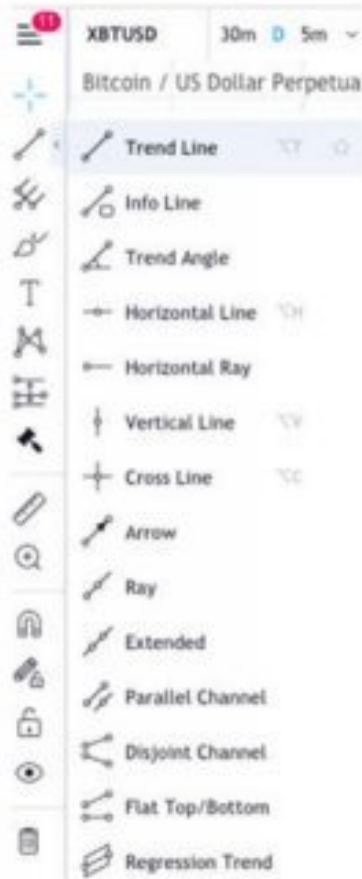 11
XBTUSD 30m D 5m
Bitcoin / US Dollar Perpetua
Trend Line ⌥T
Info Line
Trend Angle
Horizontal Line ⌥H
Horizontal Ray
Vertical Line ⌥V
Cross Line ⌥C
Arrow
Ray
Extended
Parallel Channel
Disjoint Channel
Flat Top/Bottom
Regression Trend